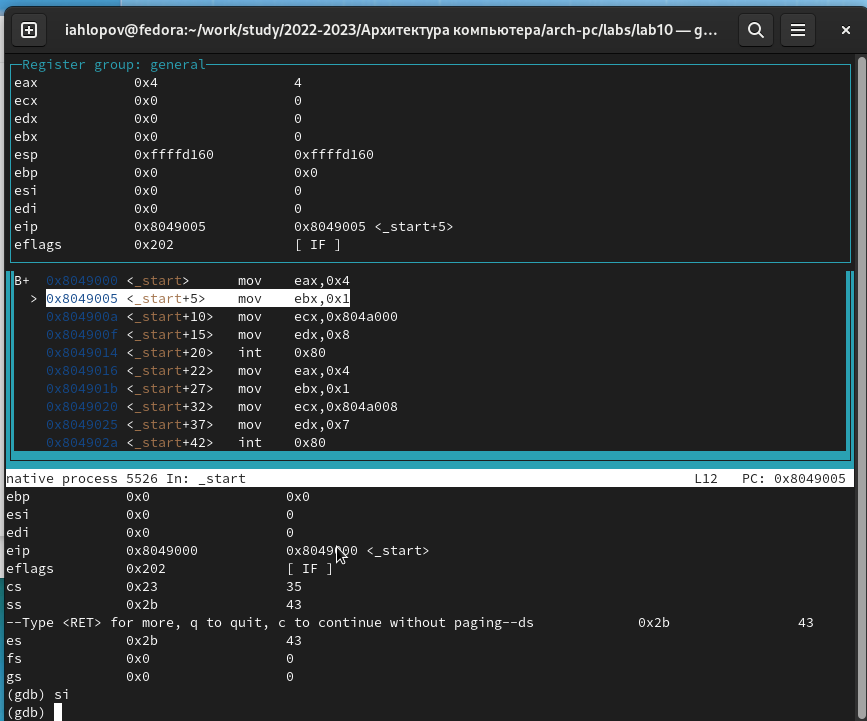 iahlopov@fedora:~/work/study/2022-2023/Архитектура компьютера/arch-pc/labs/lab10 — g...
Register group: general
eax 0x4 4
ecx 0x0 0
edx 0x0 0
ebx 0x0 0
esp 0xffffd160 0xffffd160
ebp 0x0 0x0
esi 0x0 0
edi 0x0 0
eip 0x8049005 0x8049005 <_start+5>
eflags 0x202 [ IF ]
B+ 0x8049000 <_start> mov eax,0x4
> 0x8049005 <_start+5> mov ebx,0x1
0x804900a <_start+10> mov ecx,0x804a000
0x804900f <_start+15> mov edx,0x8
0x8049014 <_start+20> int 0x80
0x8049016 <_start+22> mov eax,0x4
0x804901b <_start+27> mov ebx,0x1
0x8049020 <_start+32> mov ecx,0x804a008
0x8049025 <_start+37> mov edx,0x7
0x804902a <_start+42> int 0x80
native process 5526 In: _start L12 PC: 0x8049005
ebp 0x0 0x0
esi 0x0 0
edi 0x0 0
eip 0x8049000 0x8049000 <_start>
eflags 0x202 [ IF ]
cs 0x23 35
ss 0x2b 43
--Type <RET> for more, q to quit, c to continue without paging--ds 0x2b 43
es 0x2b 43
fs 0x0 0
gs 0x0 0
(gdb) si
(gdb)